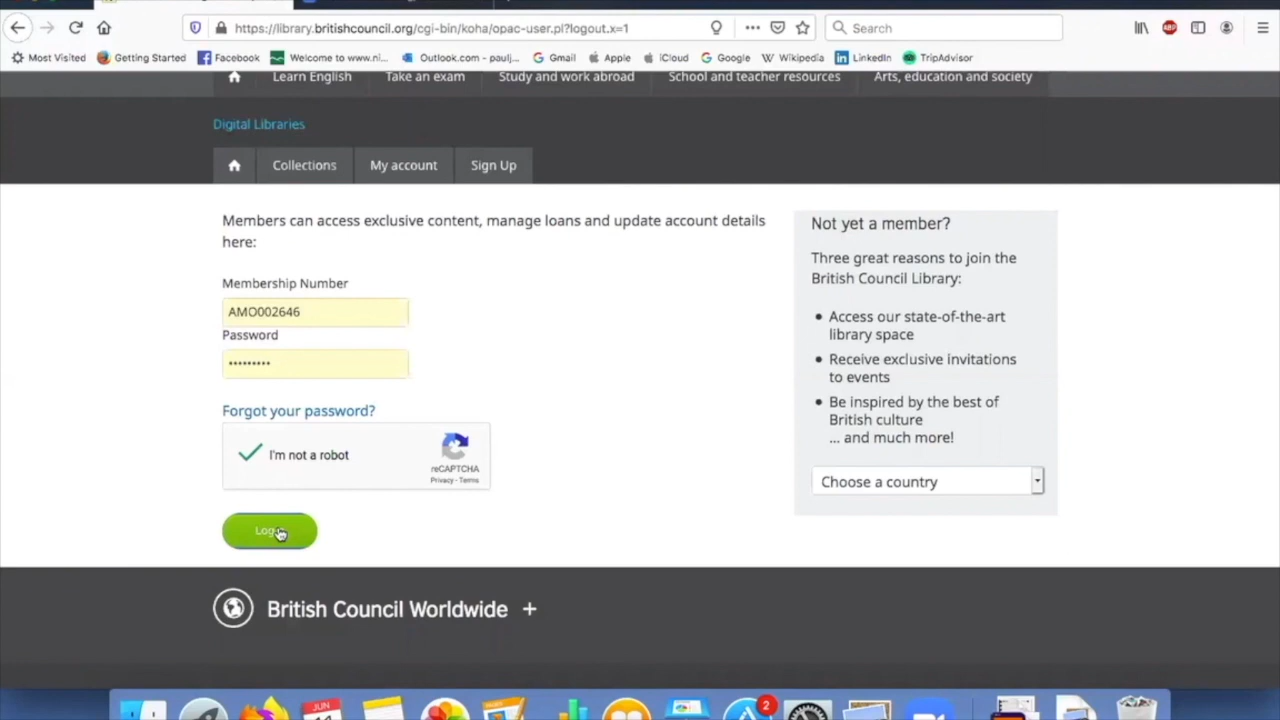 https://library.britishcouncil.org/cgi-bin/koha/opac-user.pl?logout.x=1
Search
Most Visited
Getting Started
Facebook
Welcome to www.ni...
Outlook.com - paulj...
Gmail
Apple
iCloud
Google
Wikipedia
LinkedIn
TripAdvisor
Learn English
Take an exam
Study and work abroad
School and teacher resources
Arts, education and society
Digital Libraries
Collections
My account
Sign Up
Members can access exclusive content, manage loans and update account details
here:
Membership Number
AMO002646
Password
•••••••••
Forgot your password?
I'm not a robot
reCAPTCHA
Privacy - Terms
Not yet a member?
Three great reasons to join the
British Council Library:
• Access our state-of-the-art
library space
• Receive exclusive invitations
to events
• Be inspired by the best of
British culture
... and much more!
Choose a country
British Council Worldwide +
JUN
2